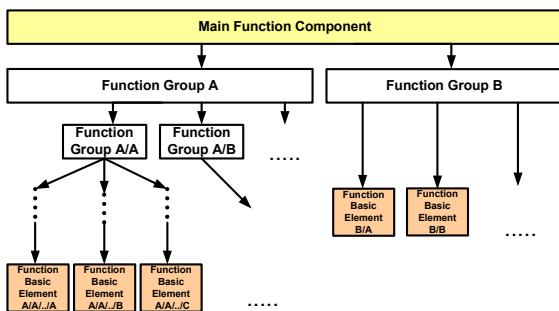 Main Function Component
Function Group A
Function Group B
Function
Group A/A
Function
Group A/B
.....
Function
Basic
Element
B/A
Function
Basic
Element
B/B
.....
Function
Basic
Element
A/A/../A
Function
Basic
Element
A/A/../B
Function
Basic
Element
A/A/../C
.....